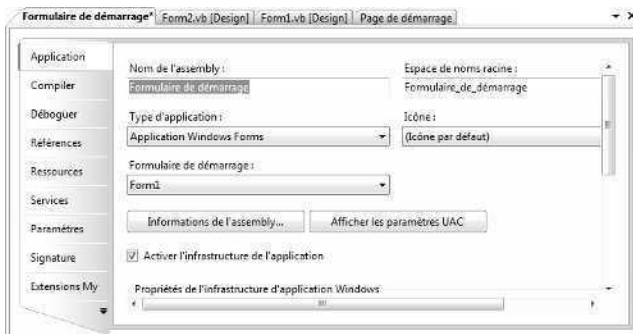 Formulaire de démarrage* Form2.vb [Design] Form1.vb [Design] Page de démarrage
Application
Compiler
Déboguer
Références
Ressources
Services
Paramètres
Signature
Extensions My
Nom de l'assembly : Espace de noms racine :
Formulaire de démarrage Formulaire_de_démarrage
Type d'application : Icône :
Application Windows Forms (Icône par défaut)
Formulaire de démarrage :
Form1
Informations de l'assembly... Afficher les paramètres UAC
Activer l'infrastructure de l'application
Propriétés de l'infrastructure d'application Windows